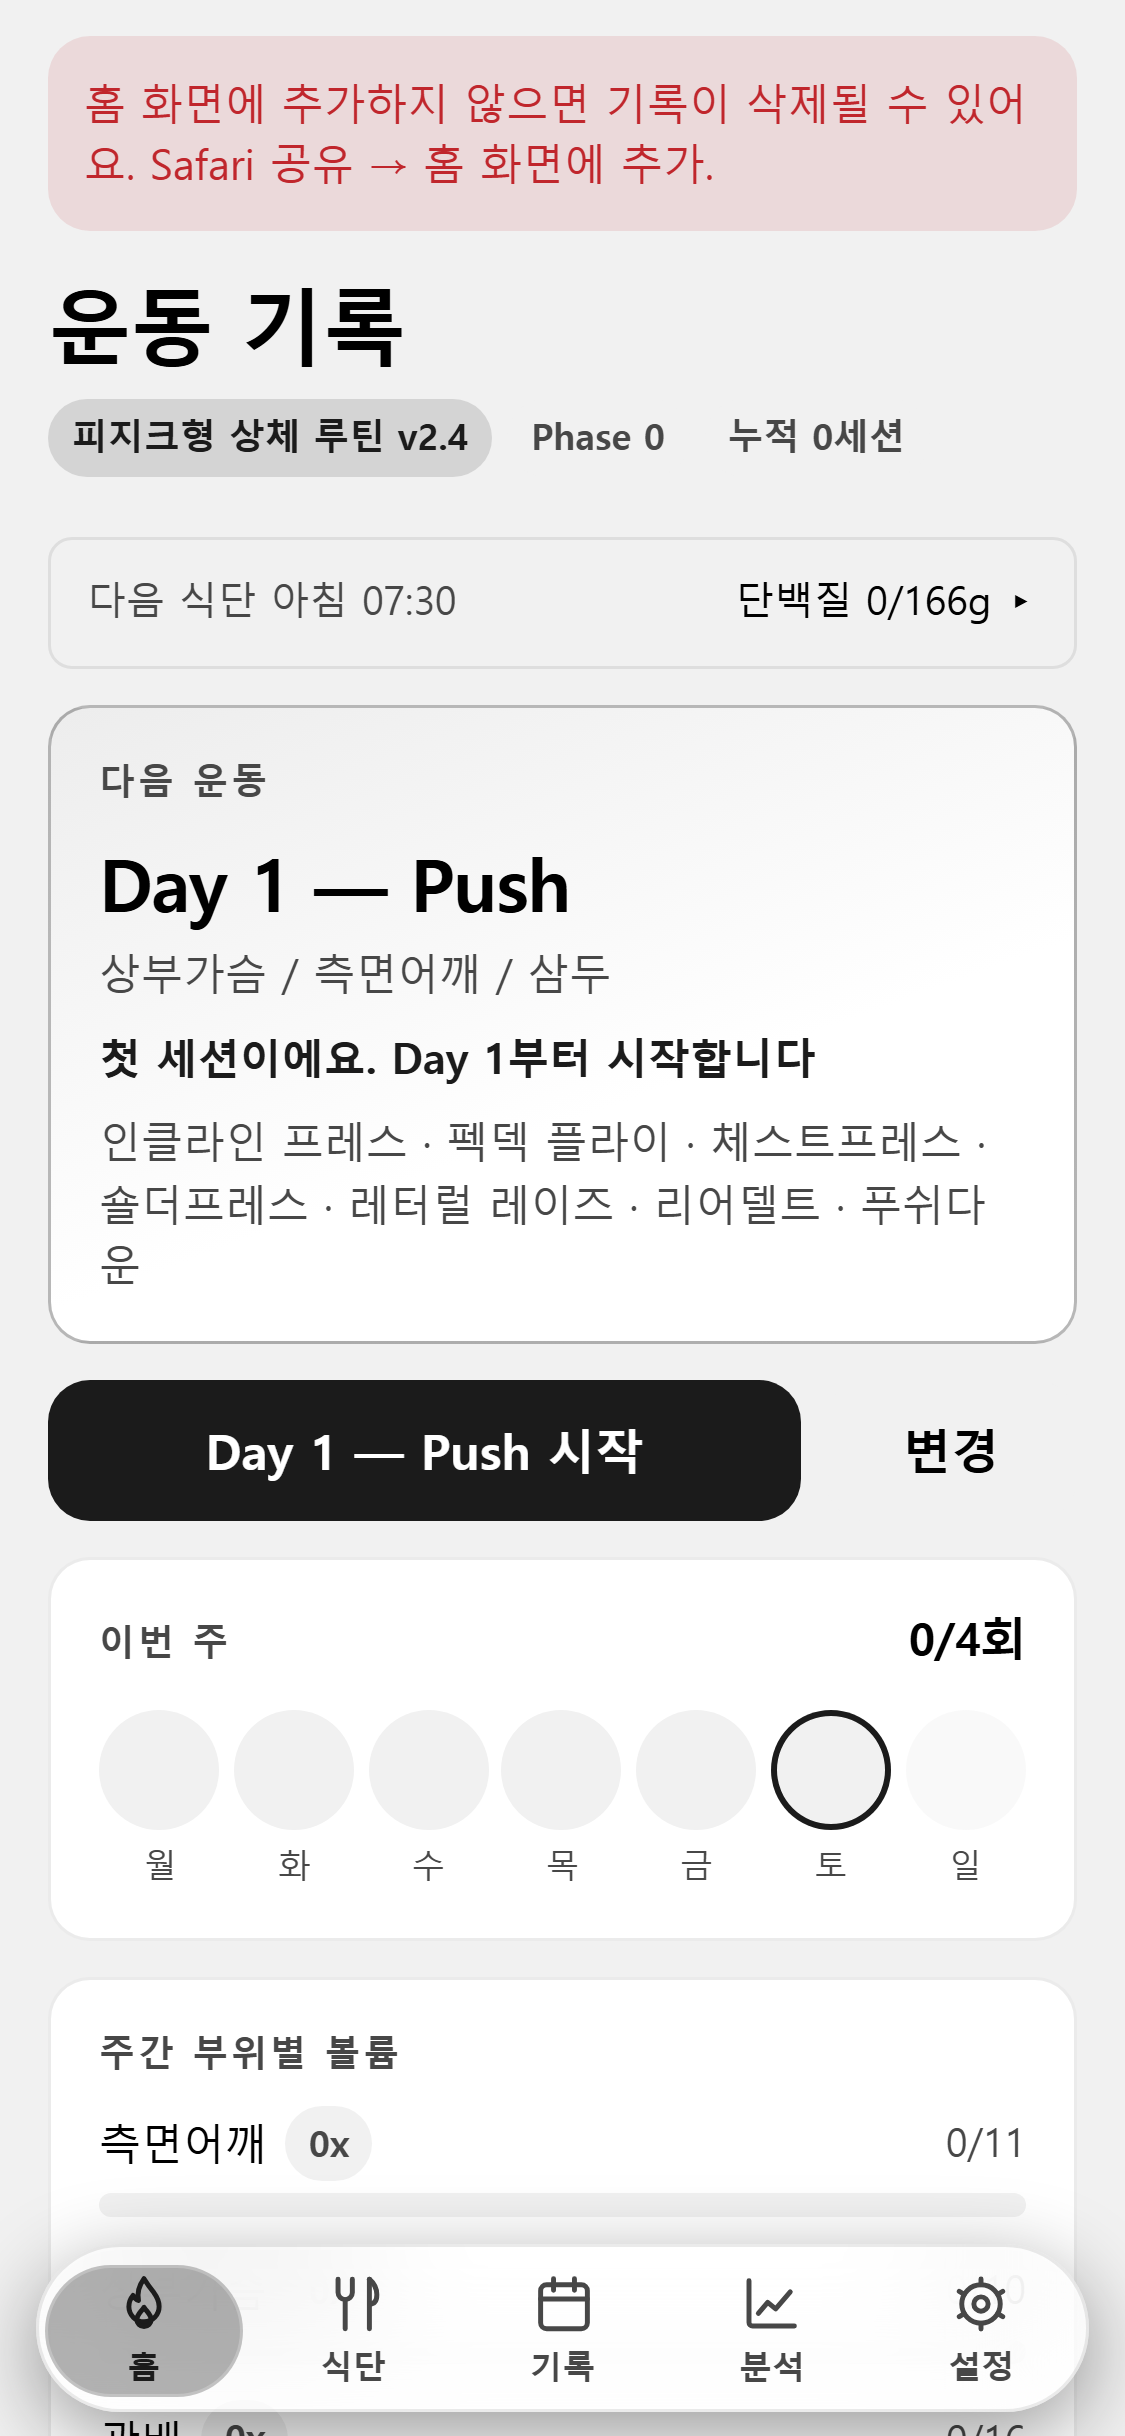 홈 화면에 추가하지 않으면 기록이 삭제될 수 있어
요. Safari 공유 → 홈 화면에 추가.
운동 기록
피지크형 상체 루틴 v2.4 Phase 0 누적 0세션
다음 식단 아침 07:30 단백질 0/166g ▸
다음 운동
Day 1 — Push
상부가슴 / 측면어깨 / 삼두
첫 세션이에요. Day 1부터 시작합니다
인클라인 프레스 · 펙덱 플라이 · 체스트프레스 ·
숄더프레스 · 레터럴 레이즈 · 리어델트 · 푸쉬다
운
Day 1 — Push 시작 변경
이번 주 0/4회
월 화 수 목 금 토 일
주간 부위별 볼륨
측면어깨 0x 0/11
홈 식단 기록 분석 설정